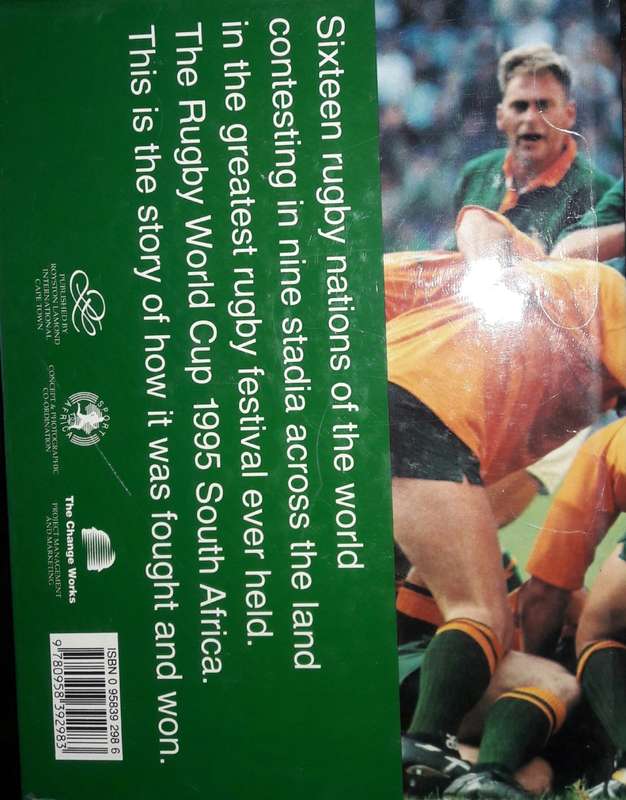 Sixteen rugby nations of the world
contesting in nine stadia across the land
in the greatest rugby festival ever held.
The Rugby World Cup 1995 South Africa.
This is the story of how it was fought and won.
PUBLISHED BY
ROYSTON LAMOND
INTERNATIONAL
CAPE TOWN
SPORT
AFRICA
CONCEPT & PHOTOGRAPHIC
CO-ORDINATION
The Change Works
PROJECT MANAGEMENT
AND MARKETING
ISBN 0 95839 298 6
9 780958 392983